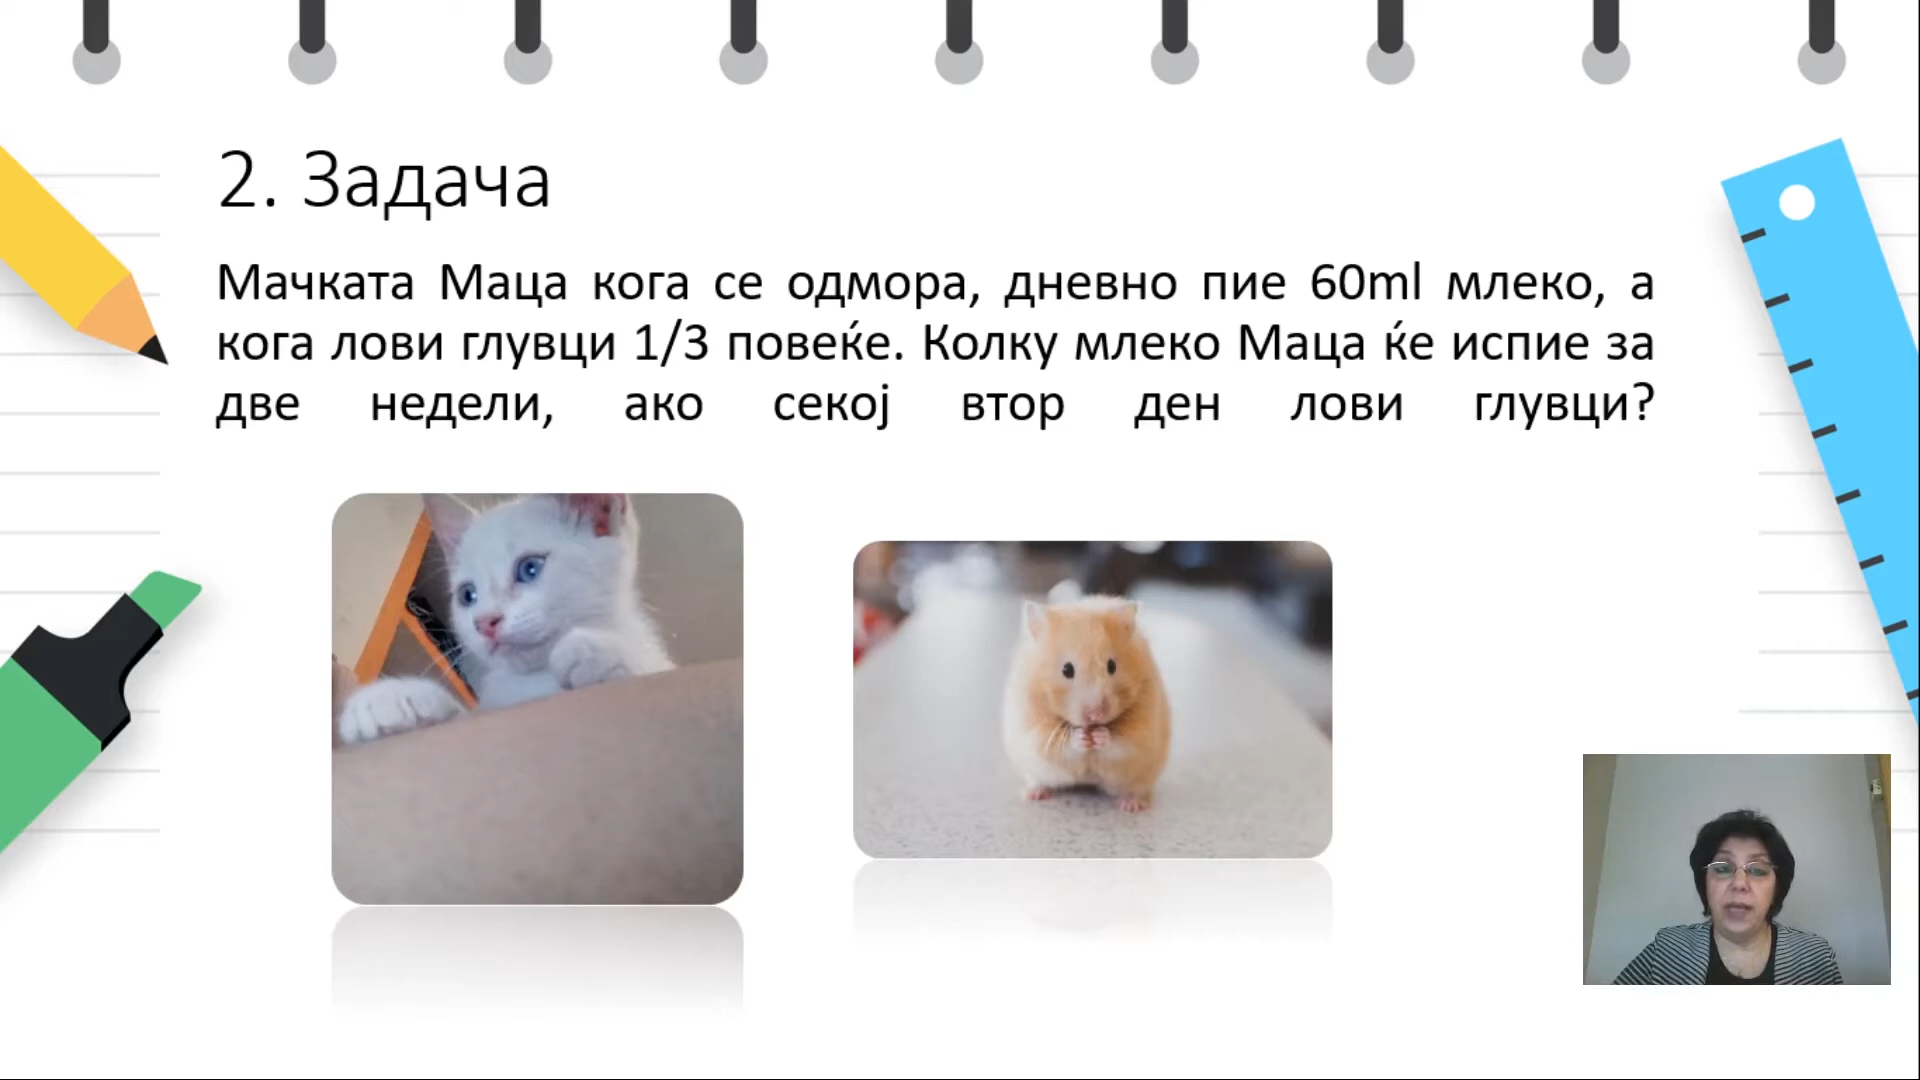 2. Задача
Мачката Маца кога се одмора, дневно пие 60ml млеко, а
кога лови глувци 1/3 повеќе. Колку млеко Маца ќе испие за
две недели, ако секој втор ден лови глувци?